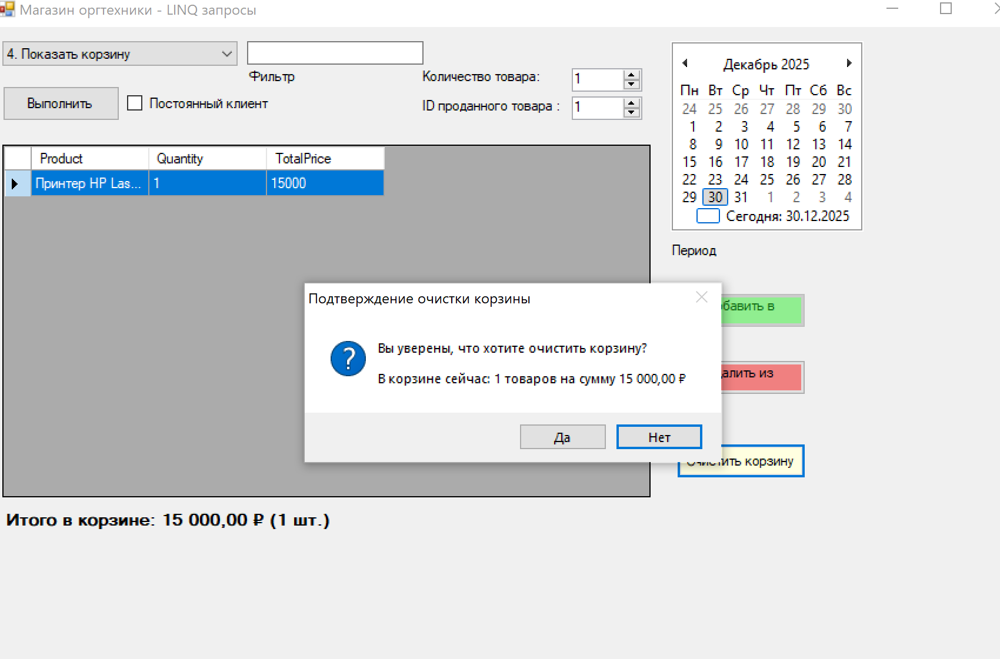 Магазин оргтехники - LINQ запросы
4. Показать корзину
Фильтр
Количество товара:
1
Выполнить
Постоянный клиент
ID проданного товара :
1
Декабрь 2025
Пн Вт Ср Чт Пт Сб Вс
24 25 26 27 28 29 30
1 2 3 4 5 6 7
8 9 10 11 12 13 14
15 16 17 18 19 20 21
22 23 24 25 26 27 28
29 30 31 1 2 3 4
Сегодня: 30.12.2025
Период
Product Quantity TotalPrice
Принтер HP Las... 1 15000
Подтверждение очистки корзины
?
Вы уверены, что хотите очистить корзину?
В корзине сейчас: 1 товаров на сумму 15 000,00 ₽
Да
Нет
бавить в
алить из
Очистить корзину
Итого в корзине: 15 000,00 ₽ (1 шт.)